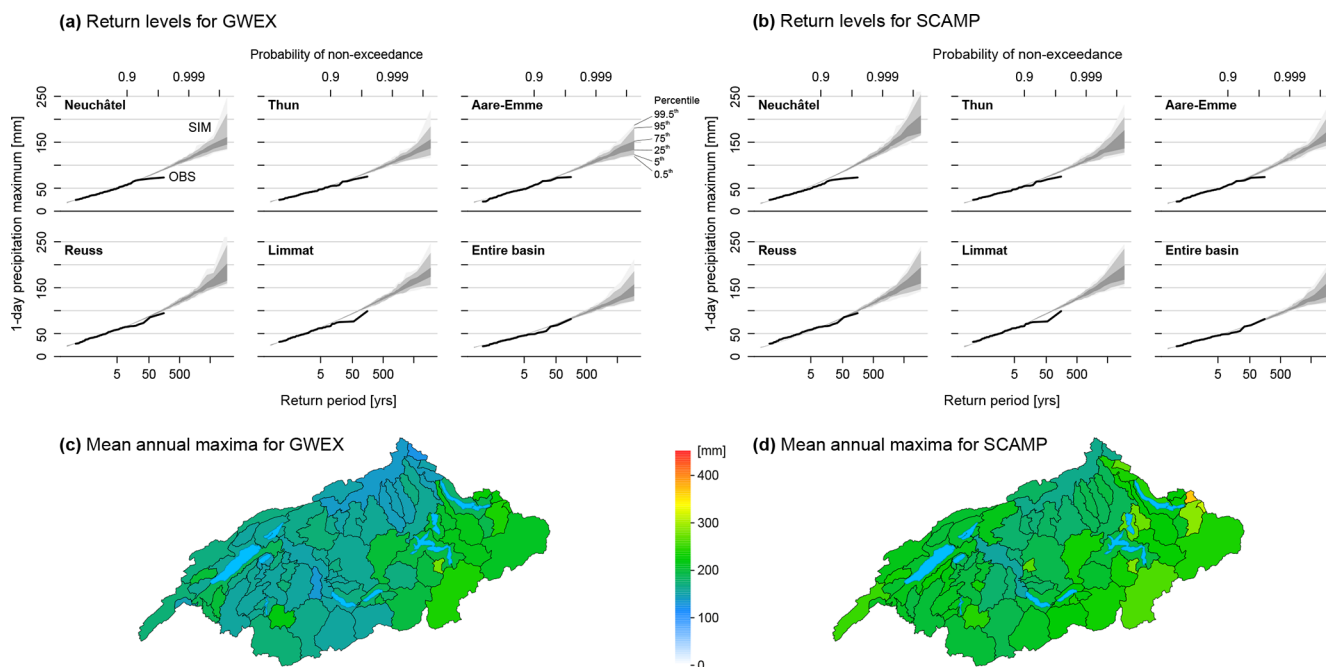 (a) Return levels for GWEX
Probability of non-exceedance
0.9 0.999 0.9 0.999 0.9 0.999
1-day precipitation maximum [mm]
250
150
100
50
0
Neuchâtel
SIM
OBS
Thun
Aare-Emme
Percentile
99.5th
95th
75th
25th
5th
0.5th
250
150
100
50
0
Reuss
Limmat
Entire basin
5 50 500 5 50 500 5 50 500
Return period [yrs]
(b) Return levels for SCAMP
Probability of non-exceedance
0.9 0.999 0.9 0.999 0.9 0.999
1-day precipitation maximum [mm]
250
150
100
50
0
Neuchâtel
Thun
Aare-Emme
250
150
100
50
0
Reuss
Limmat
Entire basin
5 50 500 5 50 500 5 50 500
Return period [yrs]
(c) Mean annual maxima for GWEX
[mm]
400
300
200
100
0
(d) Mean annual maxima for SCAMP